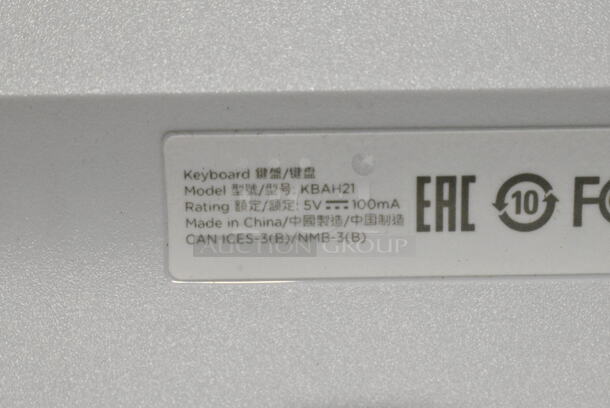 Keyboard 鍵盤/键盘
Model 型號/型号: KBAH21
Rating 額定/额定: 5V ⎓ 100mA
Made in China/中國製造/中国制造
CAN ICES-3(B)/NMB-3(B)
EAC
10
AUCTION GROUP